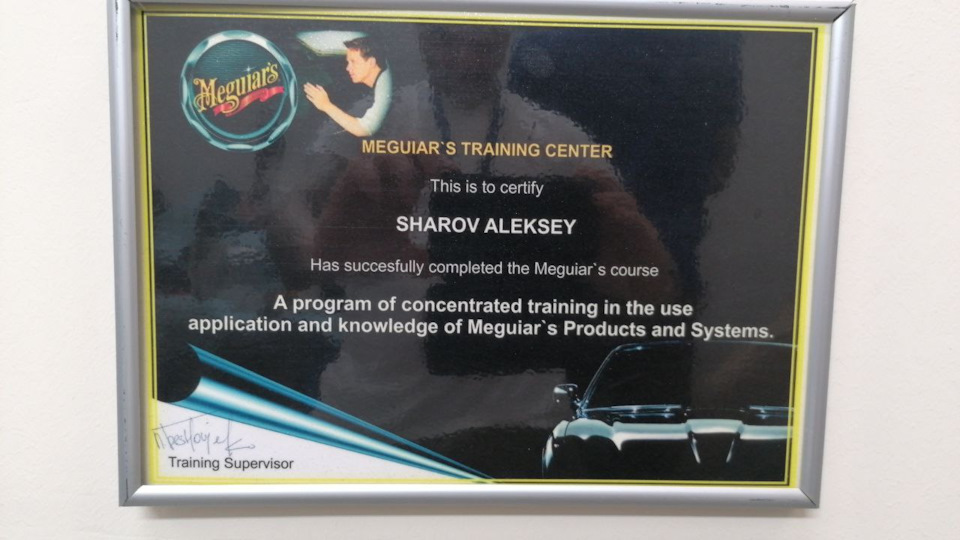 Meguiar's
MEGUIAR`S TRAINING CENTER
This is to certify
SHAROV ALEKSEY
Has succesfully completed the Meguiar`s course
A program of concentrated training in the use
application and knowledge of Meguiar`s Products and Systems.
Training Supervisor